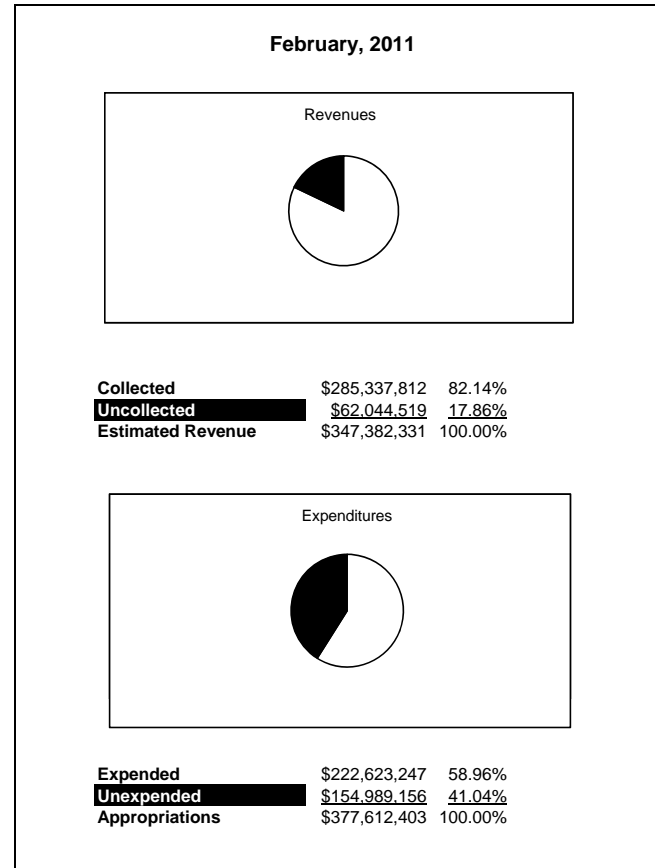 February, 2011
Revenues
Collected $285,337,812 82.14%
Uncollected $62,044,519 17.86%
Estimated Revenue $347,382,331 100.00%
Expenditures
Expended $222,623,247 58.96%
Unexpended $154,989,156 41.04%
Appropriations $377,612,403 100.00%